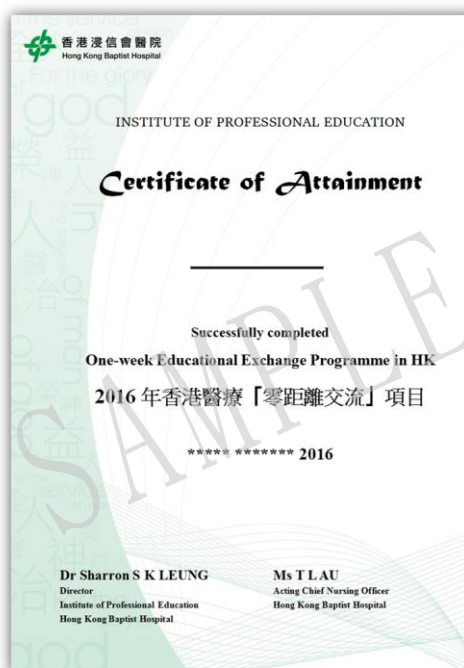 香港浸信會醫院
Hong Kong Baptist Hospital
INSTITUTE OF PROFESSIONAL EDUCATION
Certificate of Attainment
Successfully completed
One-week Educational Exchange Programme in HK
2016 年香港醫療「零距離交流」項目
***** ******* 2016
SAMPLE
Dr Sharron S K LEUNG
Director
Institute of Professional Education
Hong Kong Baptist Hospital
Ms T LAU
Acting Chief Nursing Officer
Hong Kong Baptist Hospital